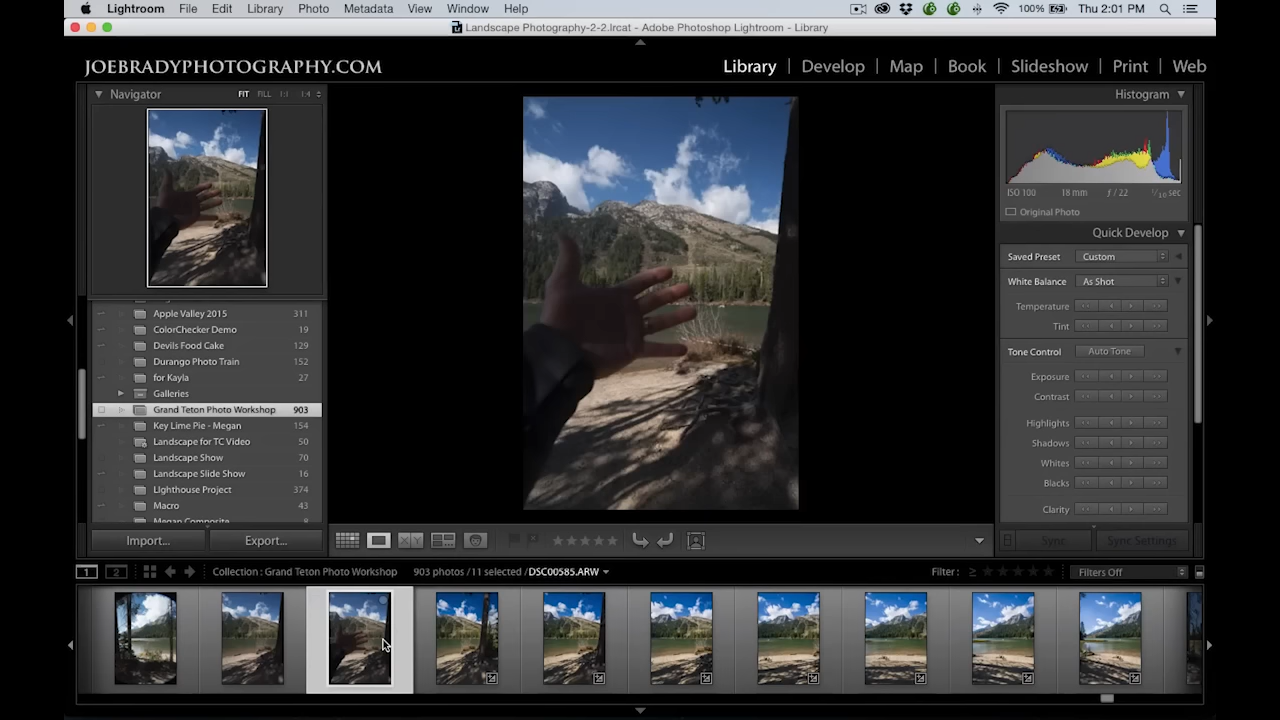 Lightroom File Edit Library Photo Metadata View Window Help 100% Thu 2:01 PM
Landscape Photography-2-2.lrcat - Adobe Photoshop Lightroom - Library
JOEBRADYPHOTOGRAPHY.COM
Library | Develop | Map | Book | Slideshow | Print | Web
Navigator FIT FILL 1:1 1:4
Histogram
ISO 100 18 mm ƒ / 22 1/10 sec
Original Photo
Quick Develop
Saved Preset Custom
White Balance As Shot
Temperature
Tint
Tone Control Auto Tone
Exposure
Contrast
Highlights
Shadows
Whites
Blacks
Clarity
Apple Valley 2015 311
ColorChecker Demo 19
Devils Food Cake 129
Durango Photo Train 152
for Kayla 27
Galleries
Grand Teton Photo Workshop 903
Key Lime Pie - Megan 154
Landscape for TC Video 50
Landscape Show 70
Landscape Slide Show 16
LIghthouse Project 374
Macro 43
Megan Composite 8
Import... Export...
X Y
Sync Sync Settings
1 2 Collection : Grand Teton Photo Workshop 903 photos / 11 selected / DSC00585.ARW Filter : ≥ Filters Off